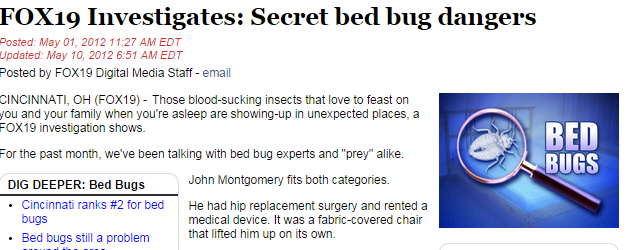 FOX19 Investigates: Secret bed bug dangers
Posted: May 01, 2012 11:27 AM EDT
Updated: May 10, 2012 6:51 AM EDT
Posted by FOX19 Digital Media Staff - email
CINCINNATI, OH (FOX19) - Those blood-sucking insects that love to feast on
you and your family when you're asleep are showing-up in unexpected places, a
FOX19 investigation shows.
For the past month, we've been talking with bed bug experts and "prey" alike.
BED
BUGS
DIG DEEPER: Bed Bugs
Cincinnati ranks #2 for bed
bugs
Bed bugs still a problem
around the area
John Montgomery fits both categories.
He had hip replacement surgery and rented a
medical device. It was a fabric-covered chair
that lifted him up on its own.